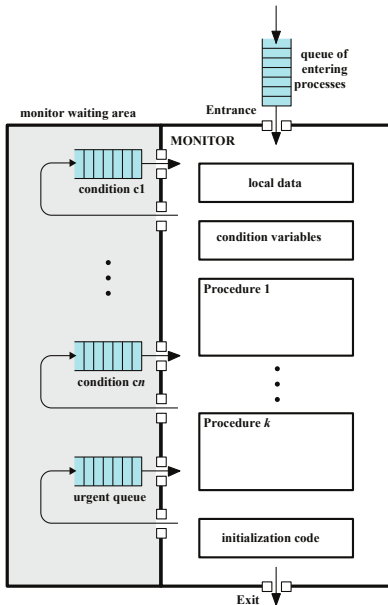 queue of
entering
processes
Entrance
monitor waiting area
MONITOR
condition c1
local data
condition variables
Procedure 1
condition cn
Procedure k
urgent queue
initialization code
Exit